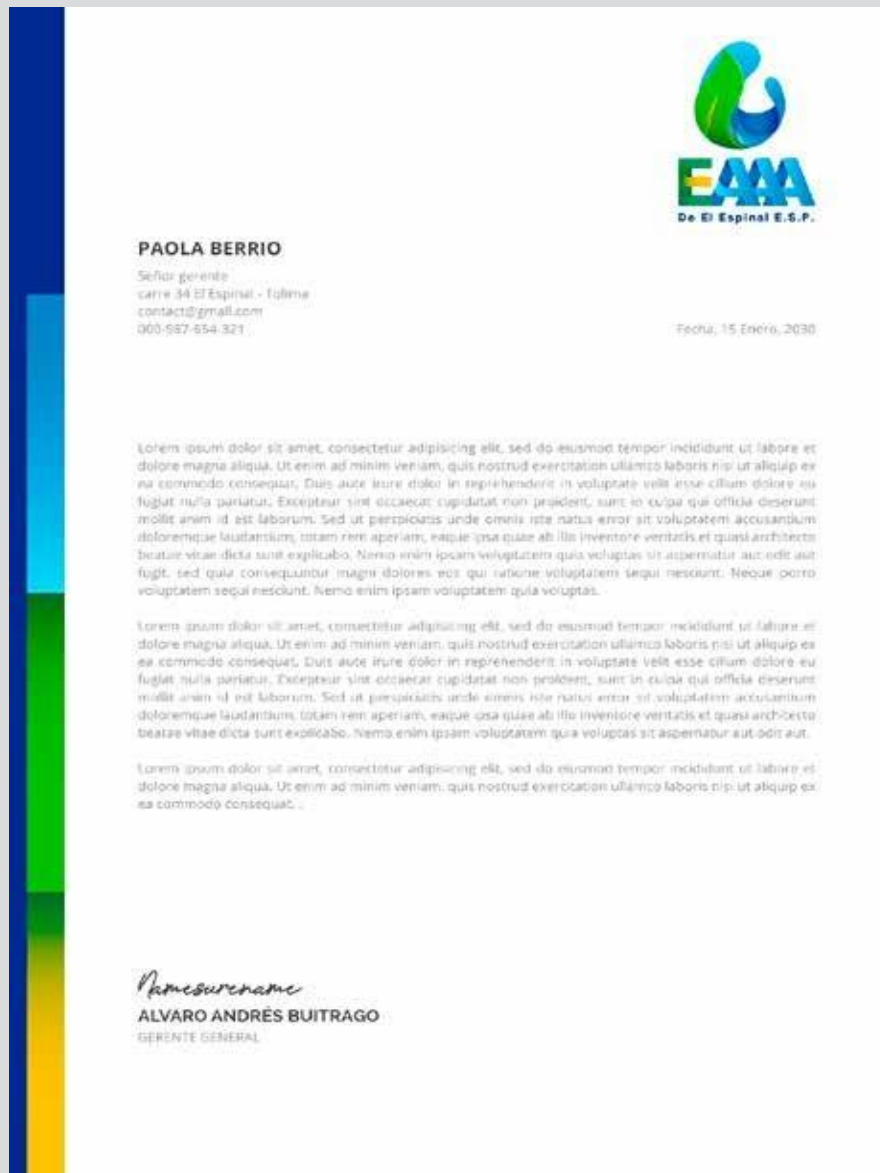 EAAA
De El Espinal E.S.P.
PAOLA BERRIO
Señor gerente
carre 34 El Espinal - Tolima
contact@gmail.com
000-987-654-321
Fecha, 15 Enero, 2030
Lorem ipsum dolor sit amet, consectetur adipisicing elit, sed do eiusmod tempor incididunt ut labore et
dolore magna aliqua. Ut enim ad minim veniam, quis nostrud exercitation ullamco laboris nisi ut aliquip ex
ea commodo consequat. Duis aute irure dolor in reprehenderit in voluptate velit esse cillum dolore eu
fugiat nulla pariatur. Excepteur sint occaecat cupidatat non proident, sunt in culpa qui officia deserunt
mollit anim id est laborum. Sed ut perspiciatis unde omnis iste natus error sit voluptatem accusantium
doloremque laudantium, totam rem aperiam, eaque ipsa quae ab illo inventore veritatis et quasi architecto
beatae vitae dicta sunt explicabo. Nemo enim ipsam voluptatem quia voluptas sit aspernatur aut odit aut
fugit, sed quia consequuntur magni dolores eos qui ratione voluptatem sequi nesciunt. Neque porro
voluptatem sequi nesciunt. Nemo enim ipsam voluptatem quia voluptas.
Lorem ipsum dolor sit amet, consectetur adipisicing elit, sed do eiusmod tempor incididunt ut labore et
dolore magna aliqua. Ut enim ad minim veniam, quis nostrud exercitation ullamco laboris nisi ut aliquip ex
ea commodo consequat. Duis aute irure dolor in reprehenderit in voluptate velit esse cillum dolore eu
fugiat nulla pariatur. Excepteur sint occaecat cupidatat non proident, sunt in culpa qui officia deserunt
mollit anim id est laborum. Sed ut perspiciatis unde omnis iste natus error sit voluptatem accusantium
doloremque laudantium, totam rem aperiam, eaque ipsa quae ab illo inventore veritatis et quasi architecto
beatae vitae dicta sunt explicabo. Nemo enim ipsam voluptatem quia voluptas sit aspernatur aut odit aut.
Lorem ipsum dolor sit amet, consectetur adipisicing elit, sed do eiusmod tempor incididunt ut labore et
dolore magna aliqua. Ut enim ad minim veniam, quis nostrud exercitation ullamco laboris nisi ut aliquip ex
ea commodo consequat. .
Namesurename
ALVARO ANDRÉS BUITRAGO
GERENTE GENERAL